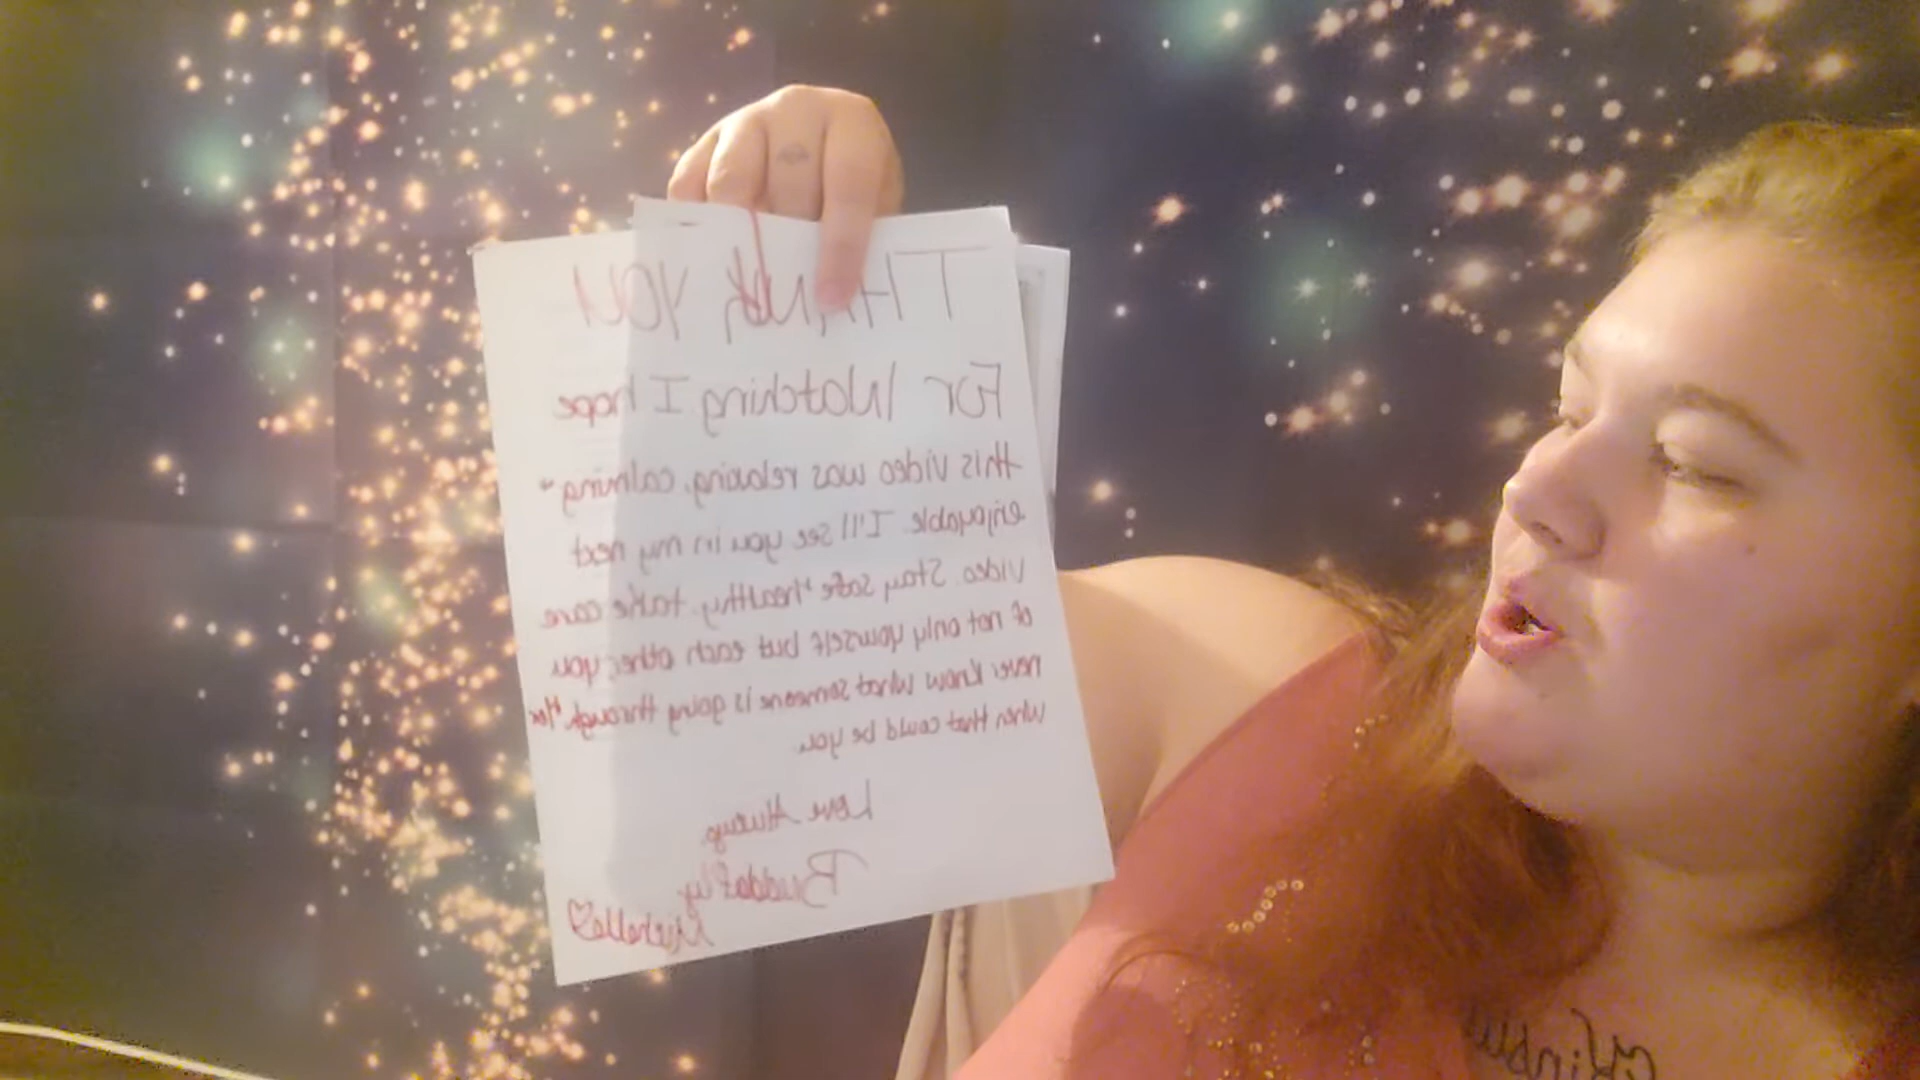 THANK YOU
For Watching I hope
this video was relaxing, calming +
enjoyable. I'll see you in my next
video. Stay safe + healthy, take care
of not only yourself but each other, you
never know what someone is going through + / or
when that could be you.
Love Always,
Buddafly
Michelle♡